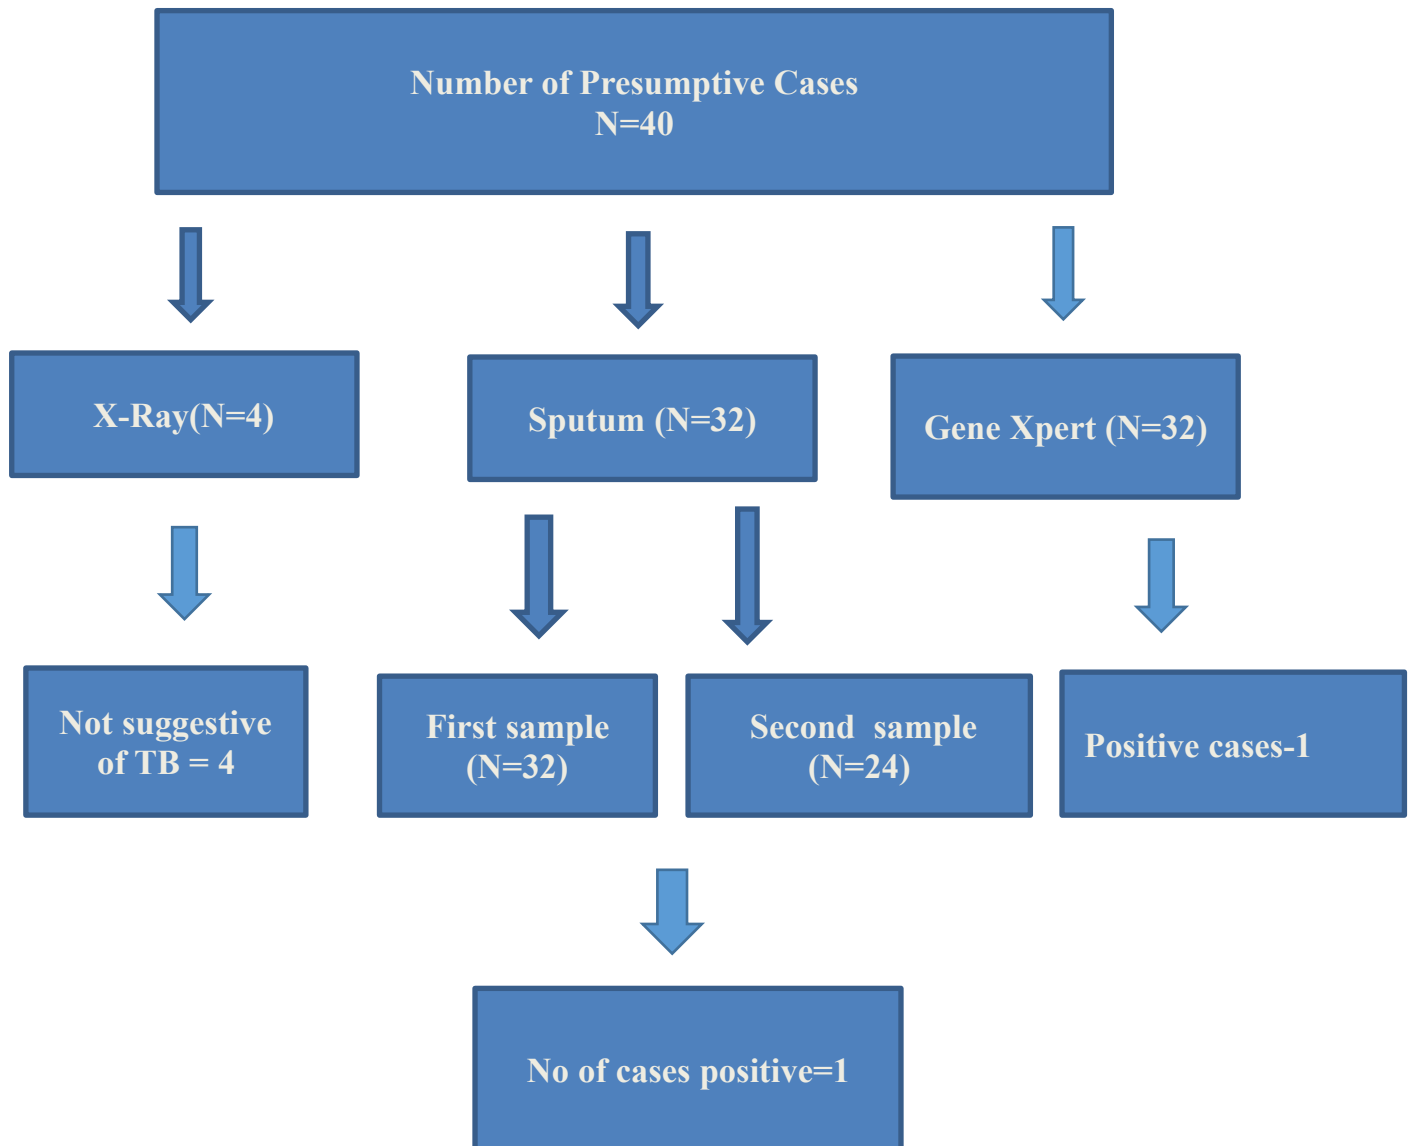 Number of Presumptive Cases
N=40
X-Ray(N=4)
Sputum (N=32)
Gene Xpert (N=32)
Not suggestive
of TB = 4
First sample
(N=32)
Second  sample
(N=24)
Positive cases-1
No of cases positive=1